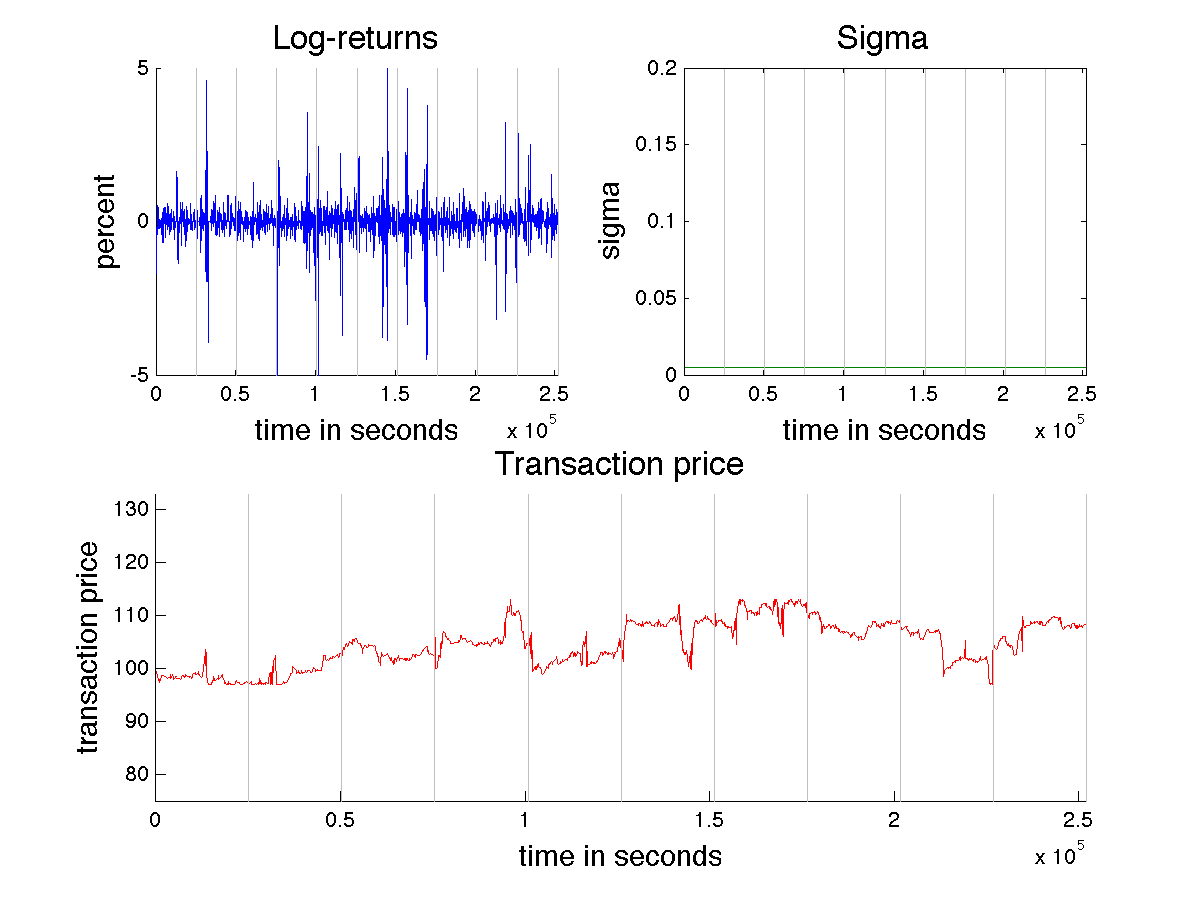 Log-returns
percent
5
0
-5
0
0.5
1
1.5
2
2.5
x 10^5
time in seconds
Sigma
sigma
0.2
0.15
0.1
0.05
0
0
0.5
1
1.5
2
2.5
x 10^5
time in seconds
Transaction price
transaction price
130
120
110
100
90
80
0
0.5
1
1.5
2
2.5
x 10^5
time in seconds